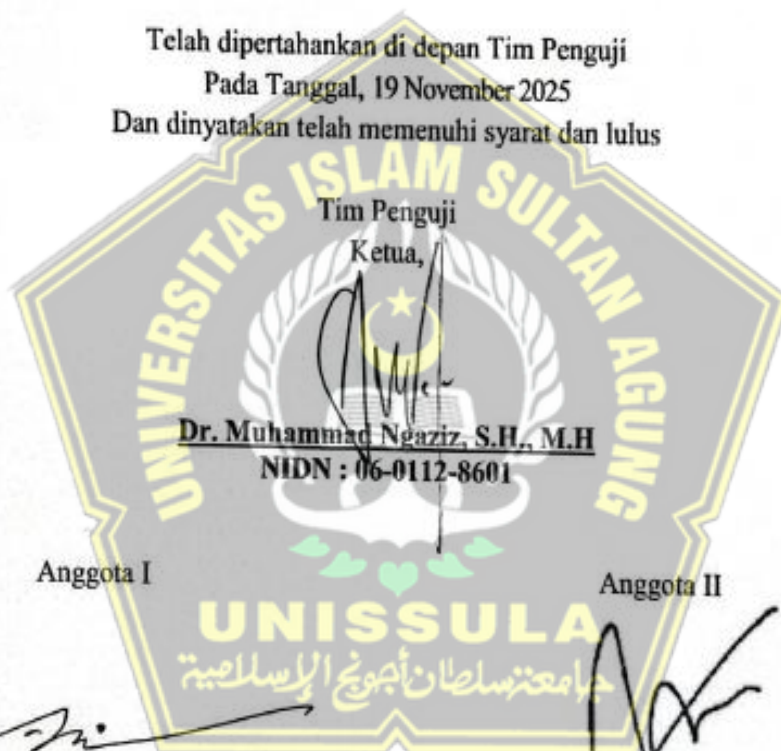 Telah dipertahankan di depan Tim Penguji
Pada Tanggal, 19 November 2025
Dan dinyatakan telah memenuhi syarat dan lulus
UNIVERSITAS ISLAM SULTAN AGUNG
Tim Penguji
Ketua,
Dr. Muhammad Ngaziz, S.H., M.H
NIDN : 06-0112-8601
Anggota I
Anggota II
UNISSULA
جامعة سلطان أجونج الإسلامية